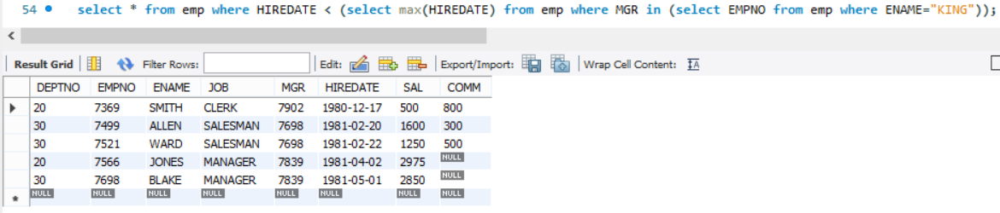 54 select * from emp where HIREDATE < (select max(HIREDATE) from emp where MGR in (select EMPNO from emp where ENAME="KING"));
Result Grid Filter Rows: Edit: Export/Import: Wrap Cell Content: IA
DEPTNO EMPNO ENAME JOB MGR HIREDATE SAL COMM
20 7369 SMITH CLERK 7902 1980-12-17 500 800
30 7499 ALLEN SALESMAN 7698 1981-02-20 1600 300
30 7521 WARD SALESMAN 7698 1981-02-22 1250 500
20 7566 JONES MANAGER 7839 1981-04-02 2975 NULL
30 7698 BLAKE MANAGER 7839 1981-05-01 2850 NULL
* NULL NULL NULL NULL NULL NULL NULL NULL